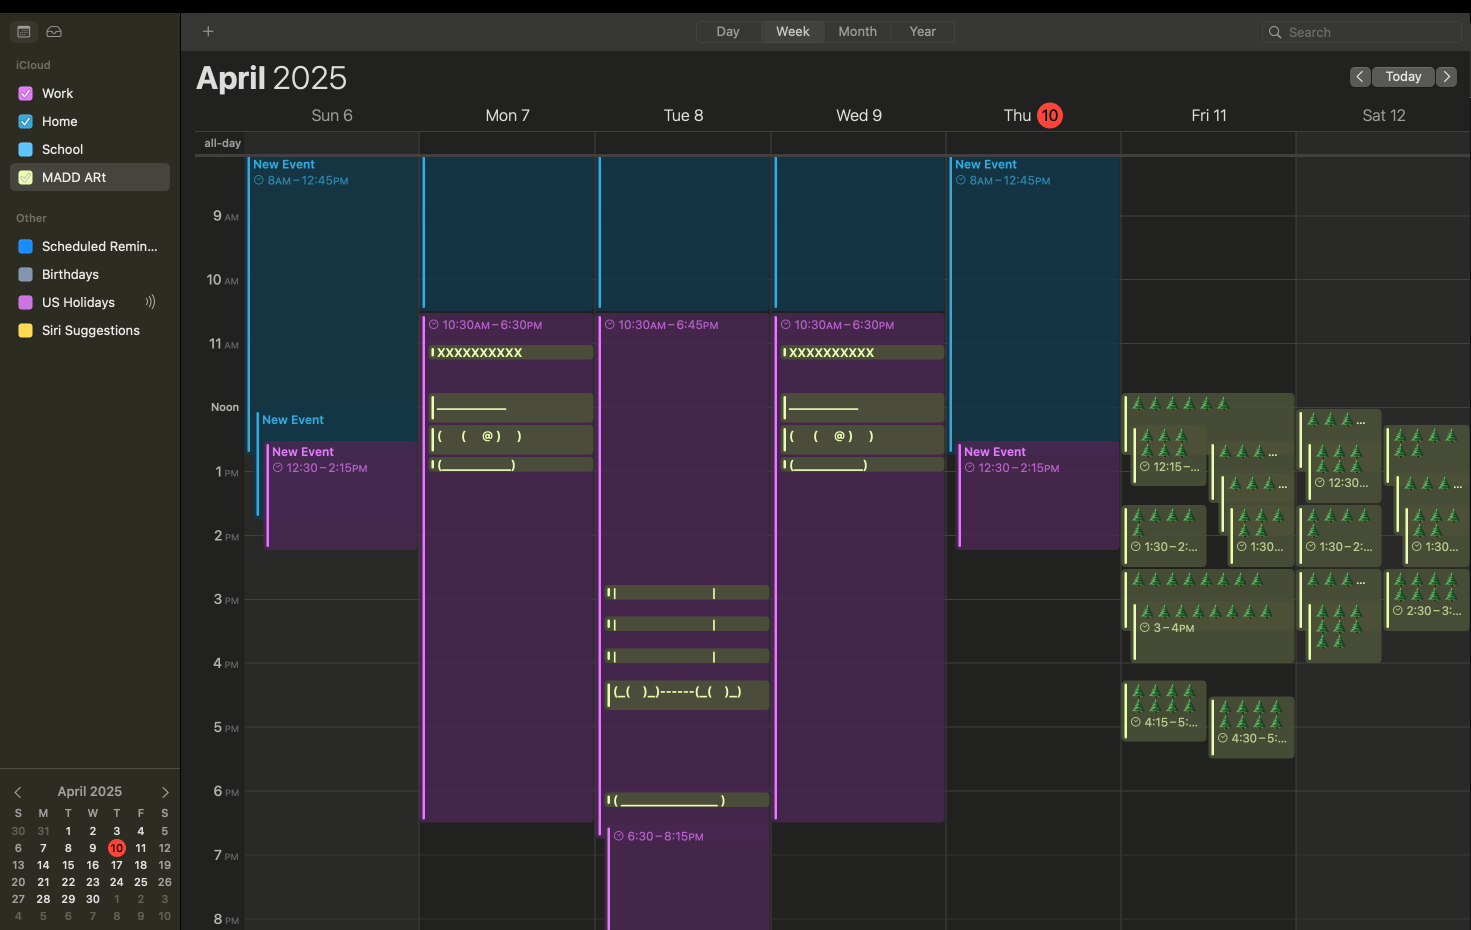 Day Week Month Year
Search
iCloud
Work
Home
School
MADD ARt
Other
Scheduled Remin...
Birthdays
US Holidays
Siri Suggestions
April 2025
Today
Sun 6 Mon 7 Tue 8 Wed 9 Thu 10 Fri 11 Sat 12
all-day
9 AM
10 AM
11 AM
Noon
1 PM
2 PM
3 PM
4 PM
5 PM
6 PM
7 PM
8 PM
New Event
8AM – 12:45PM
New Event
New Event
12:30 – 2:15PM
10:30AM – 6:30PM
XXXXXXXXXX
___________
(    (    @ )    )
(___________)
10:30AM – 6:45PM
|                    |
|                    |
|                    |
(_(   )_)------(_(   )_)
(_______________)
6:30 – 8:15PM
10:30AM – 6:30PM
XXXXXXXXXX
___________
(    (    @ )    )
(___________)
New Event
8AM – 12:45PM
New Event
12:30 – 2:15PM
🌲🌲🌲🌲🌲🌲
🌲🌲🌲
🌲🌲🌲
12:15 –...
🌲🌲🌲...
🌲🌲🌲...
🌲🌲🌲🌲
🌲
1:30 – 2:...
🌲🌲🌲
🌲🌲
1:30...
🌲🌲🌲🌲🌲🌲🌲🌲
🌲🌲🌲🌲🌲🌲🌲🌲
3 – 4PM
🌲🌲🌲🌲
🌲🌲🌲🌲
4:15 – 5:...
🌲🌲🌲🌲
🌲🌲🌲🌲
4:30 – 5:...
🌲🌲🌲...
🌲🌲🌲🌲
🌲🌲
🌲🌲🌲
🌲🌲🌲
12:30...
🌲🌲🌲...
🌲🌲🌲🌲
🌲
1:30 – 2:...
🌲🌲🌲
🌲🌲
1:30...
🌲🌲🌲...
🌲🌲🌲🌲
🌲🌲🌲🌲
2:30 – 3:...
🌲🌲🌲
🌲🌲🌲
🌲🌲
April 2025
S M T W T F S
30 31 1 2 3 4 5
6 7 8 9 10 11 12
13 14 15 16 17 18 19
20 21 22 23 24 25 26
27 28 29 30 1 2 3
4 5 6 7 8 9 10